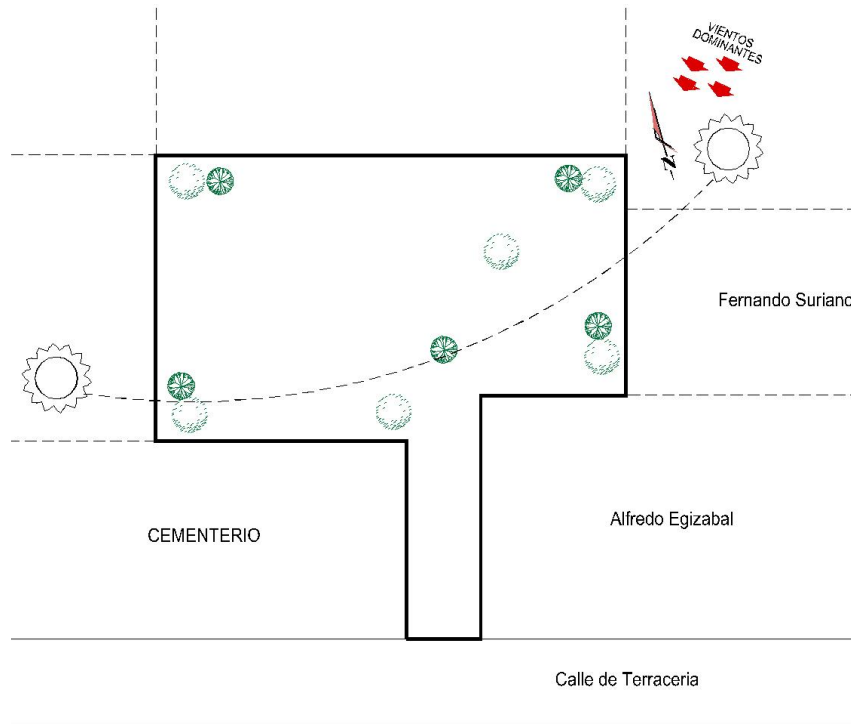 VIENTOS
DOMINANTES
N
Fernando Suriano
CEMENTERIO
Alfredo Egizabal
Calle de Terraceria